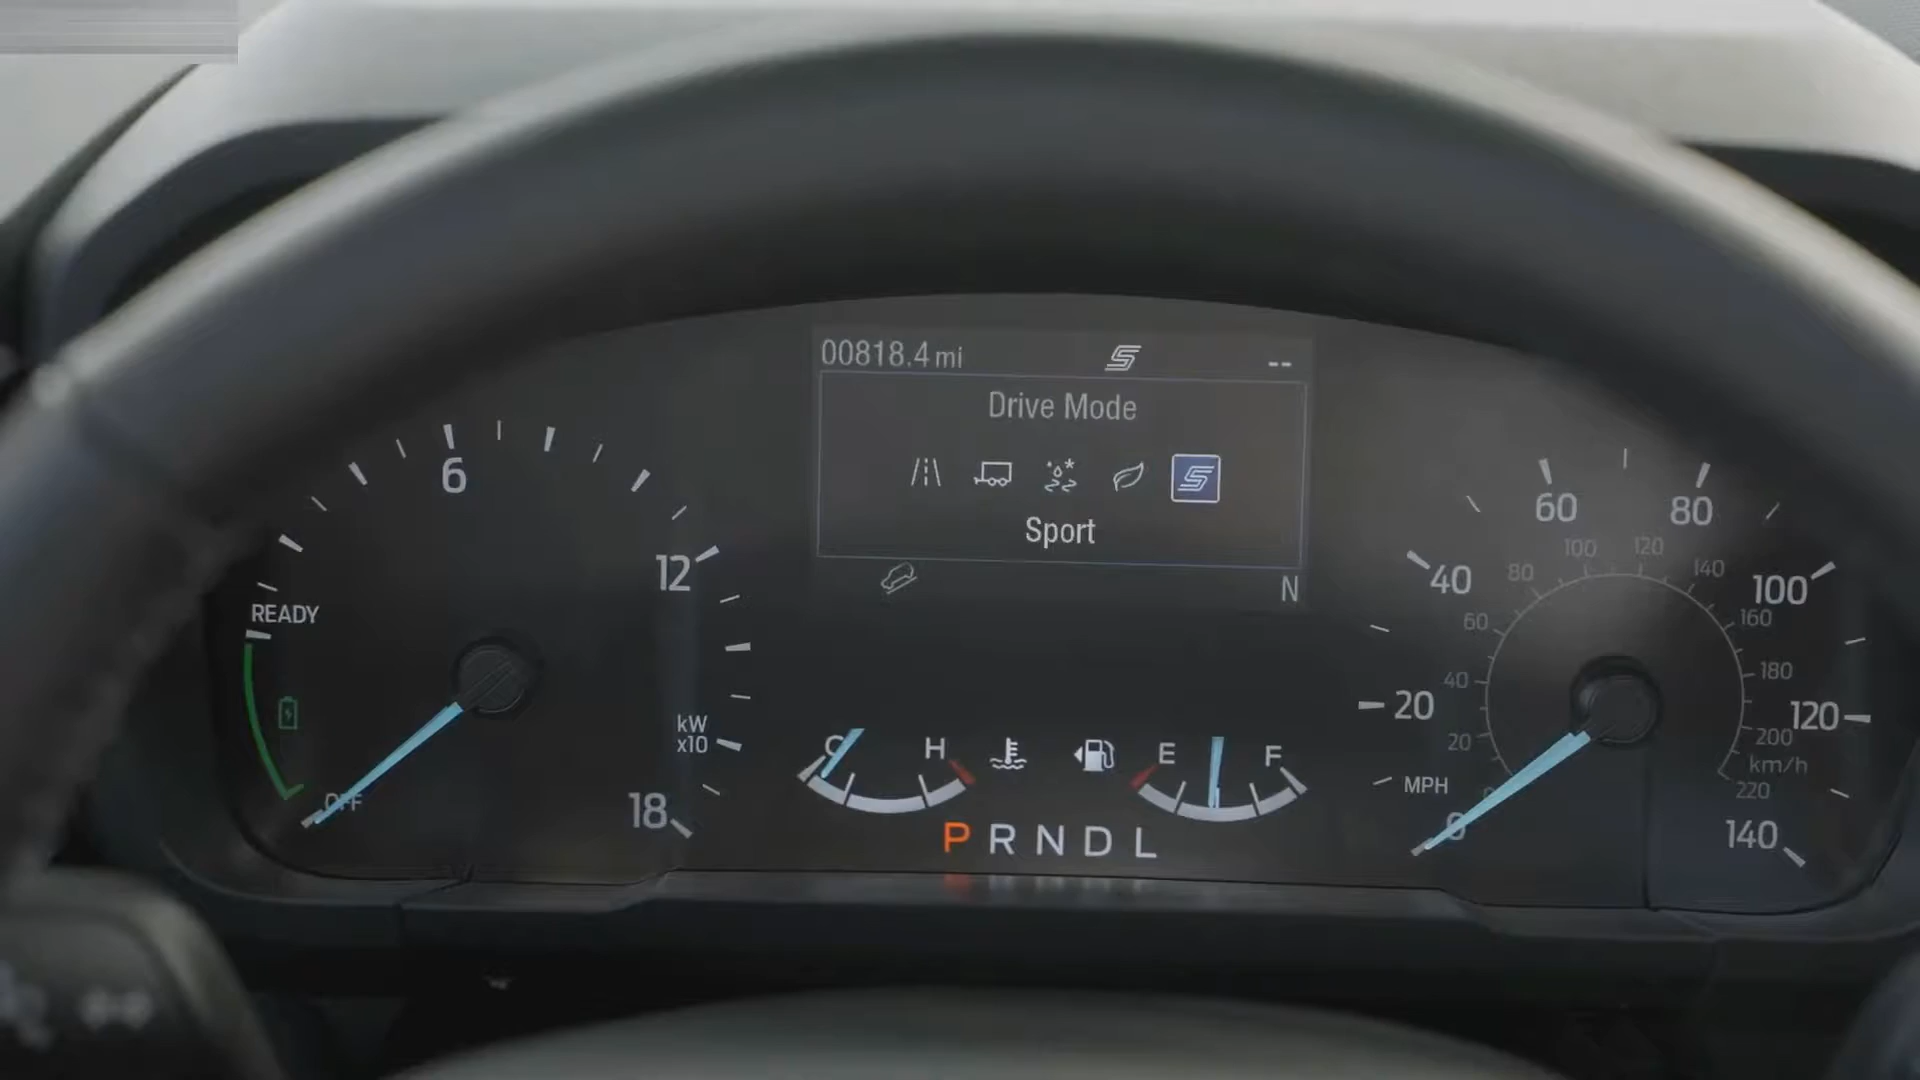 00818.4 mi --
Drive Mode
Sport
N
6
12
18
READY
OFF
kW
x10
C H
E F
P R N D L
0
20
40
60
80
100
120
140
MPH
20
40
60
80
100
120
140
160
180
200
220
km/h